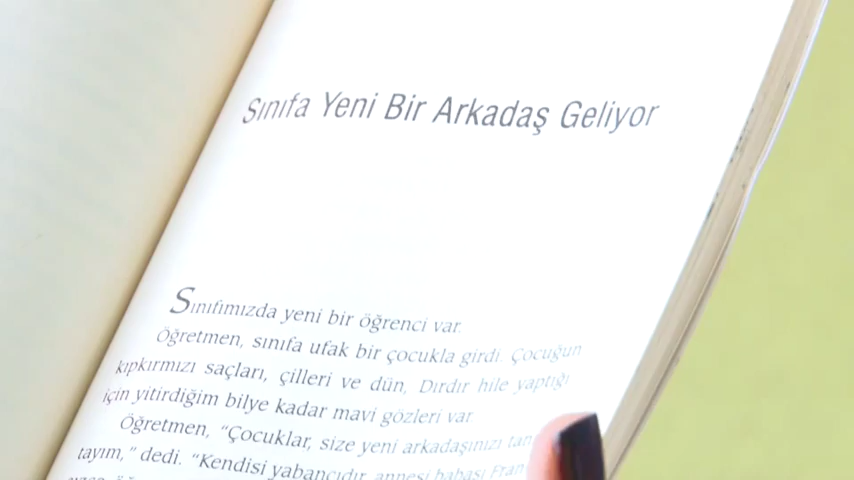 Sınıfa Yeni Bir Arkadaş Geliyor
Sınıfımızda yeni bir öğrenci var.
Öğretmen, sınıfa ufak bir çocukla girdi. Çocuğun
kıpkırmızı saçları, çilleri ve dün, Dırdır hile yaptığı
için yitirdiğim bilye kadar mavi gözleri var.
Öğretmen, "Çocuklar, size yeni arkadaşınızı tan
tayım," dedi. "Kendisi yabancıdır, annesi babası Fran